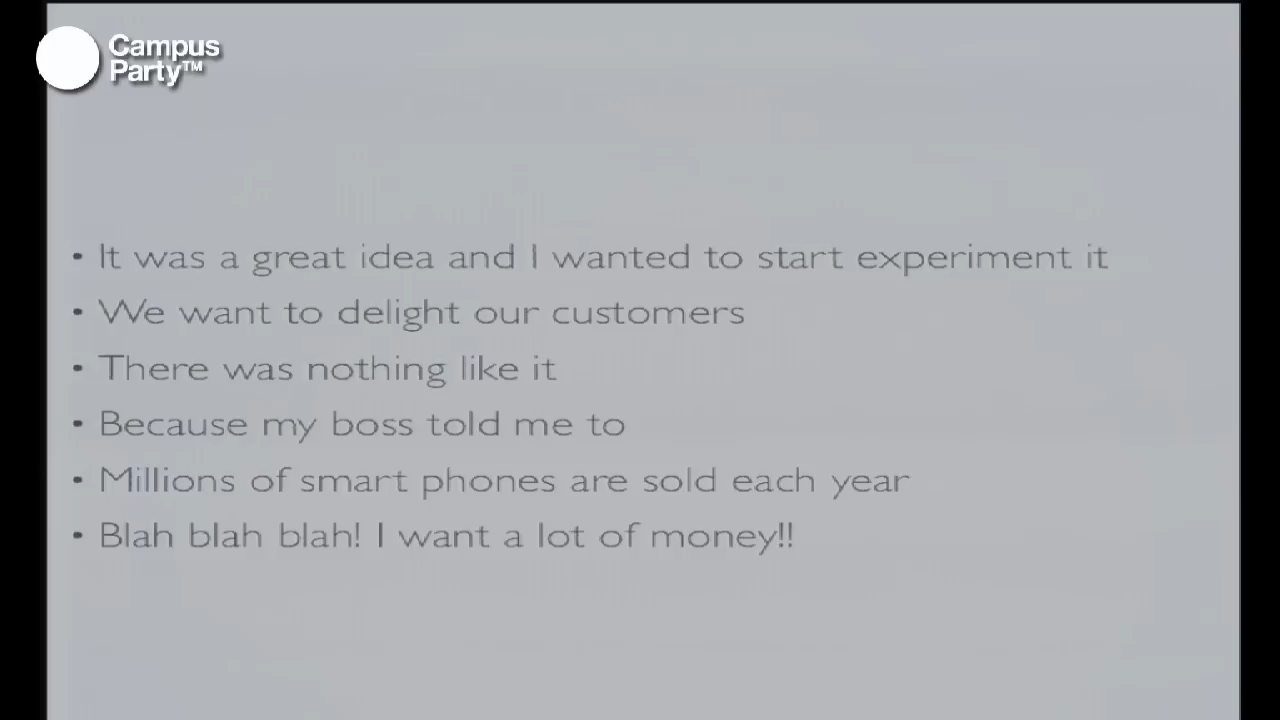 Campus
Party™
• It was a great idea and I wanted to start experiment it
• We want to delight our customers
• There was nothing like it
• Because my boss told me to
• Millions of smart phones are sold each year
• Blah blah blah! I want a lot of money!!